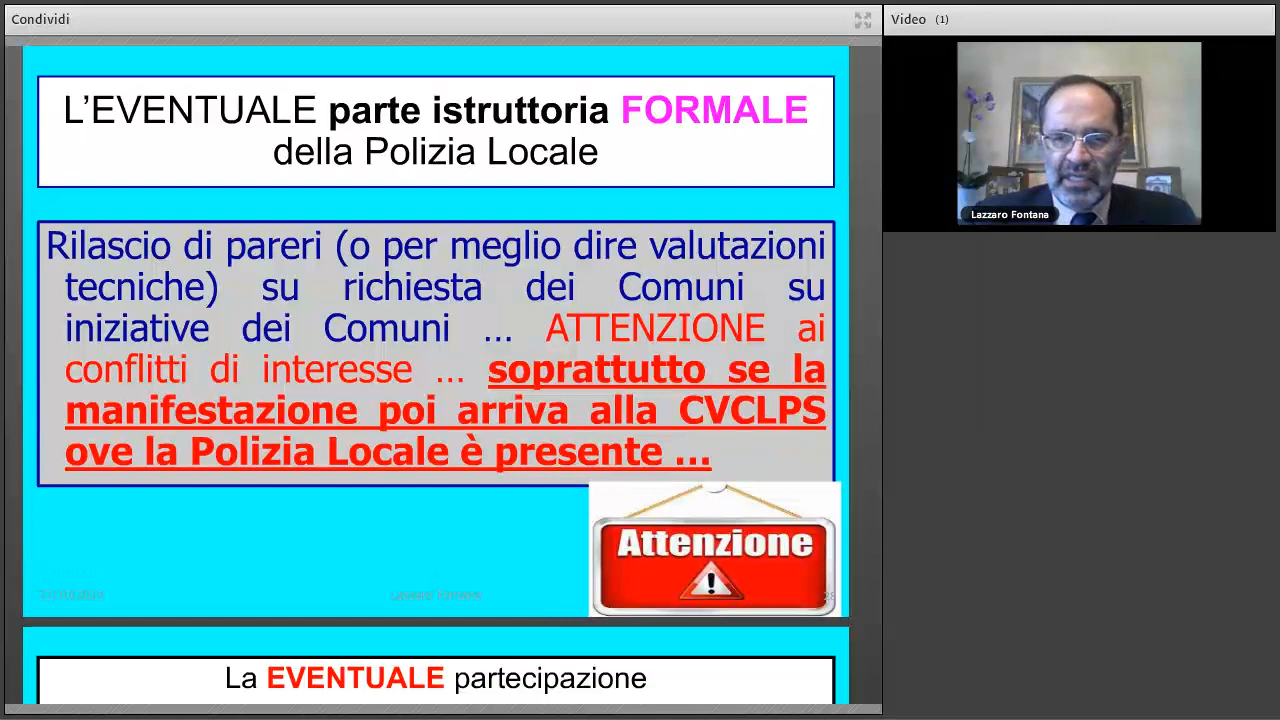 Condividi
Video (1)
L'EVENTUALE parte istruttoria FORMALE
della Polizia Locale
Rilascio di pareri (o per meglio dire valutazioni
tecniche) su richiesta dei Comuni su
iniziative dei Comuni ... ATTENZIONE ai
conflitti di interesse ... soprattutto se la
manifestazione poi arriva alla CVCLPS
ove la Polizia Locale è presente ...
Attenzione
!
Lazzaro Fontana
La EVENTUALE partecipazione
Lazzaro Fontana